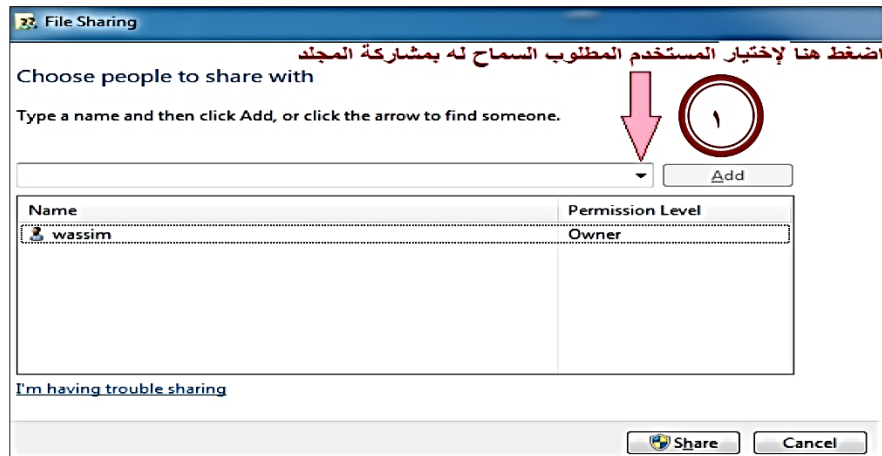 File Sharing
اضغط هنا لإختيار المستخدم المطلوب السماح له بمشاركة المجلد
Choose people to share with
Type a name and then click Add, or click the arrow to find someone.
١
Add
Name Permission Level
wassim Owner
I'm having trouble sharing
Share Cancel